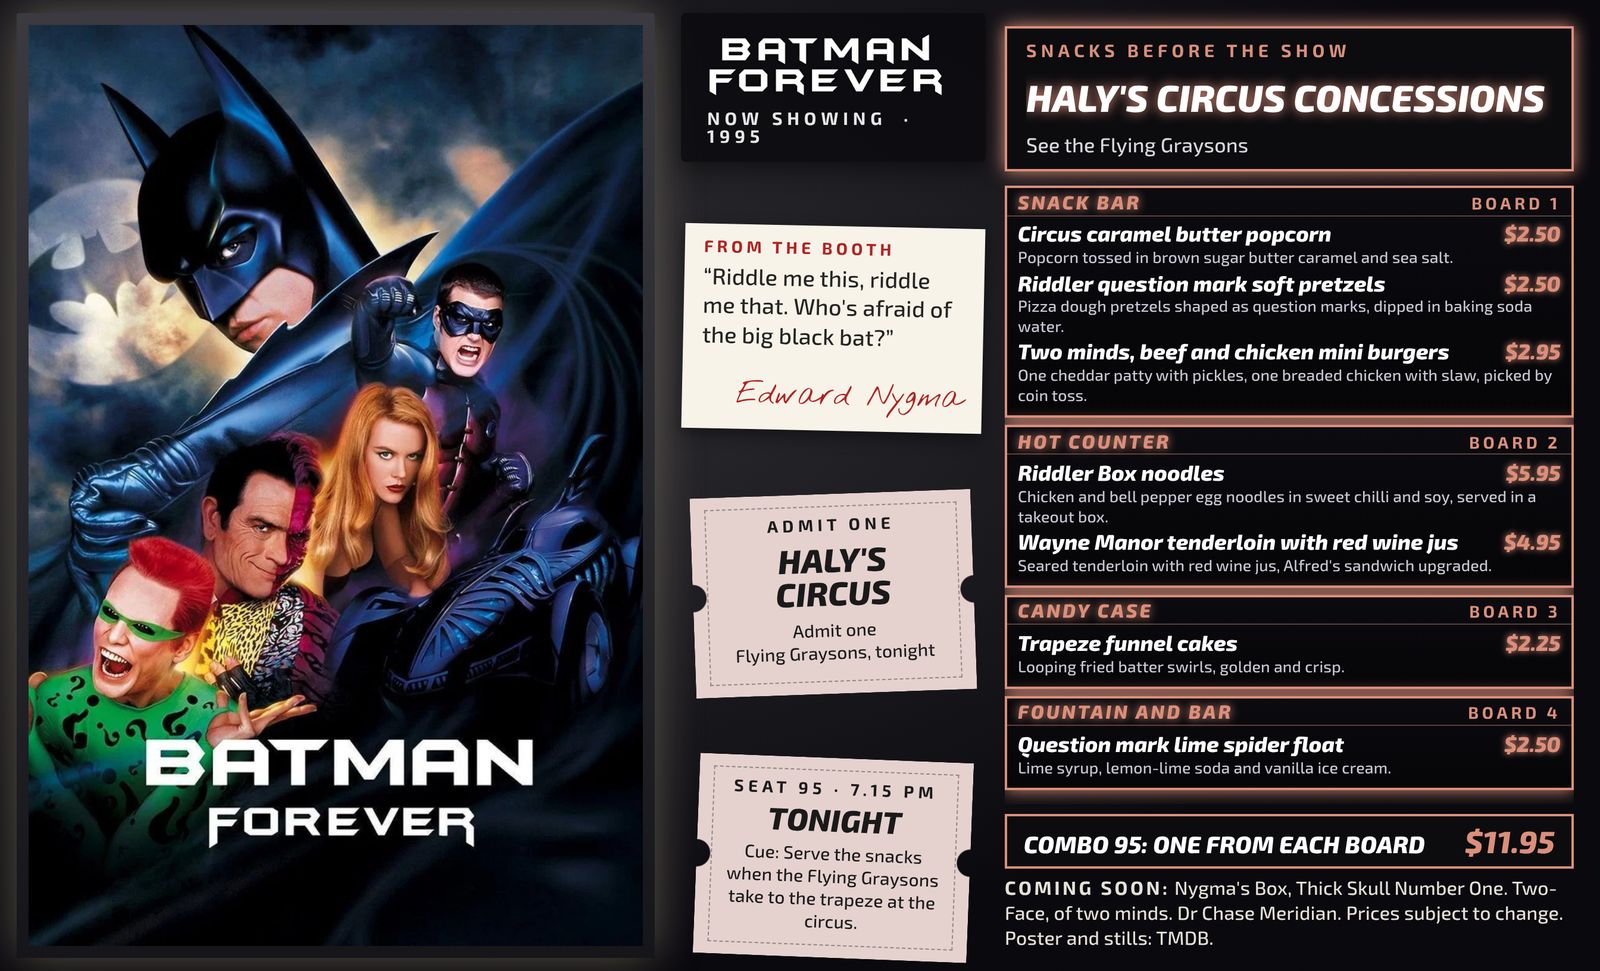 BATMAN
FOREVER
BATMAN
FOREVER
NOW SHOWING ·
1995
FROM THE BOOTH
“Riddle me this, riddle
me that. Who's afraid of
the big black bat?”
Edward Nygma
ADMIT ONE
HALY'S
CIRCUS
Admit one
Flying Graysons, tonight
SEAT 95 · 7.15 PM
TONIGHT
Cue: Serve the snacks
when the Flying Graysons
take to the trapeze at the
circus.
SNACKS BEFORE THE SHOW
HALY'S CIRCUS CONCESSIONS
See the Flying Graysons
SNACK BAR BOARD 1
Circus caramel butter popcorn $2.50
Popcorn tossed in brown sugar butter caramel and sea salt.
Riddler question mark soft pretzels $2.50
Pizza dough pretzels shaped as question marks, dipped in baking soda
water.
Two minds, beef and chicken mini burgers $2.95
One cheddar patty with pickles, one breaded chicken with slaw, picked by
coin toss.
HOT COUNTER BOARD 2
Riddler Box noodles $5.95
Chicken and bell pepper egg noodles in sweet chilli and soy, served in a
takeout box.
Wayne Manor tenderloin with red wine jus $4.95
Seared tenderloin with red wine jus, Alfred's sandwich upgraded.
CANDY CASE BOARD 3
Trapeze funnel cakes $2.25
Looping fried batter swirls, golden and crisp.
FOUNTAIN AND BAR BOARD 4
Question mark lime spider float $2.50
Lime syrup, lemon-lime soda and vanilla ice cream.
COMBO 95: ONE FROM EACH BOARD $11.95
COMING SOON: Nygma's Box, Thick Skull Number One. Two-
Face, of two minds. Dr Chase Meridian. Prices subject to change.
Poster and stills: TMDB.